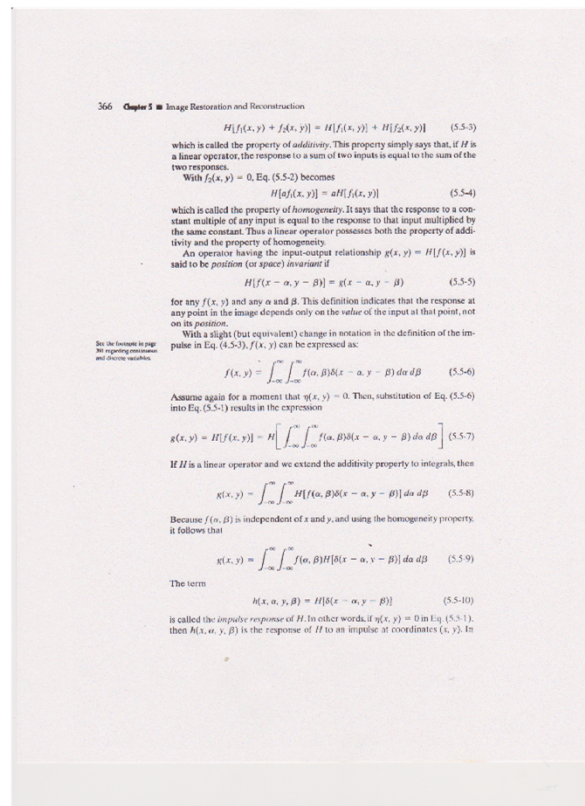 366 Chapter 5 ■ Image Restoration and Reconstruction
H[f₁(x, y) + f₂(x, y)] = H[f₁(x, y)] + H[f₂(x, y)] (5.5-3)
which is called the property of additivity. This property simply says that, if H is
a linear operator, the response to a sum of two inputs is equal to the sum of the
two responses.
With f₂(x, y) = 0, Eq. (5.5-2) becomes
H[af₁(x, y)] = aH[f₁(x, y)] (5.5-4)
which is called the property of homogeneity. It says that the response to a con-
stant multiple of any input is equal to the response to that input multiplied by
the same constant. Thus a linear operator possesses both the property of addi-
tivity and the property of homogeneity.
An operator having the input-output relationship g(x, y) = H[f(x, y)] is
said to be position (or space) invariant if
H[f(x − α, y − β)] = g(x − α, y − β) (5.5-5)
for any f(x, y) and any α and β. This definition indicates that the response at
any point in the image depends only on the value of the input at that point, not
on its position.
With a slight (but equivalent) change in notation in the definition of the im-
See the footnote in page
pulse in Eq. (4.5-3), f(x, y) can be expressed as:
regarding continuous
and discrete variables.
f(x, y) = ∫_{−∞}^{∞} ∫_{−∞}^{∞} f(α, β)δ(x − α, y − β) dα dβ (5.5-6)
Assume again for a moment that η(x, y) = 0. Then, substitution of Eq. (5.5-6)
into Eq. (5.5-1) results in the expression
g(x, y) = H[f(x, y)] = H[∫_{−∞}^{∞} ∫_{−∞}^{∞} f(α, β)δ(x − α, y − β) dα dβ] (5.5-7)
If H is a linear operator and we extend the additivity property to integrals, then
g(x, y) = ∫_{−∞}^{∞} ∫_{−∞}^{∞} H[f(α, β)δ(x − α, y − β)] dα dβ (5.5-8)
Because f(α, β) is independent of x and y, and using the homogeneity property,
it follows that
g(x, y) = ∫_{−∞}^{∞} ∫_{−∞}^{∞} f(α, β)H[δ(x − α, y − β)] dα dβ (5.5-9)
The term
h(x, α, y, β) = H[δ(x − α, y − β)] (5.5-10)
is called the impulse response of H. In other words, if η(x, y) = 0 in Eq. (5.5-1),
then h(x, α, y, β) is the response of H to an impulse at coordinates (x, y). In